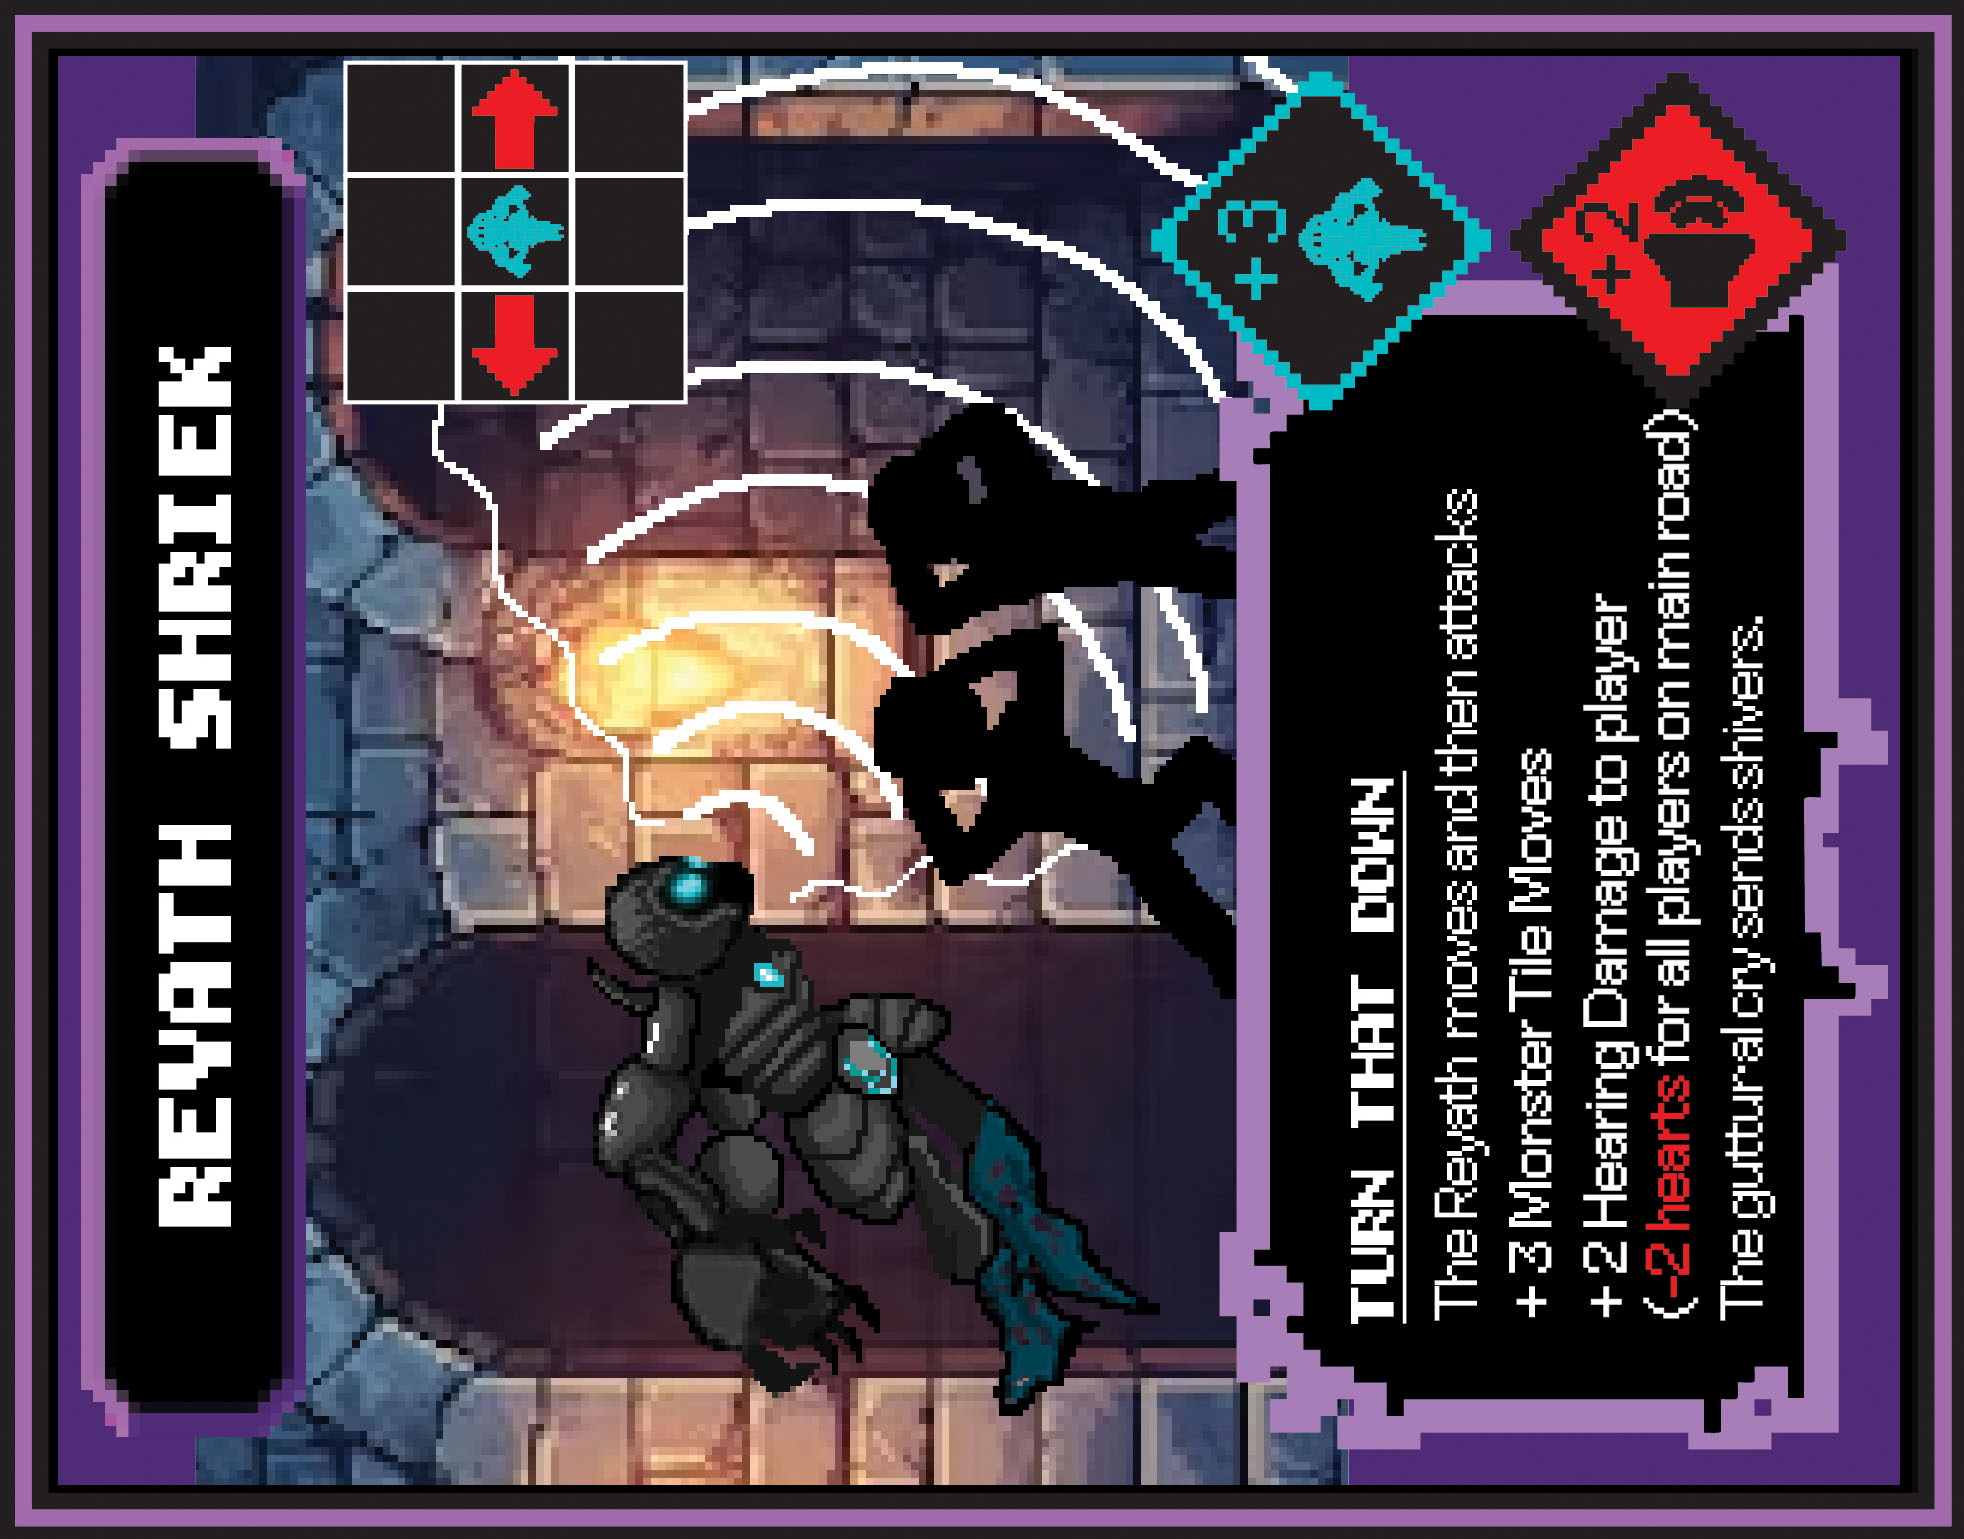 REYATH SHRIEK
+3
+2
TURN THAT DOWN
The Reyath moves and then attacks
+ 3 Monster Tile Moves
+ 2 Hearing Damage to player
(-2 hearts for all players on main road)
The guttural cry sends shivers.